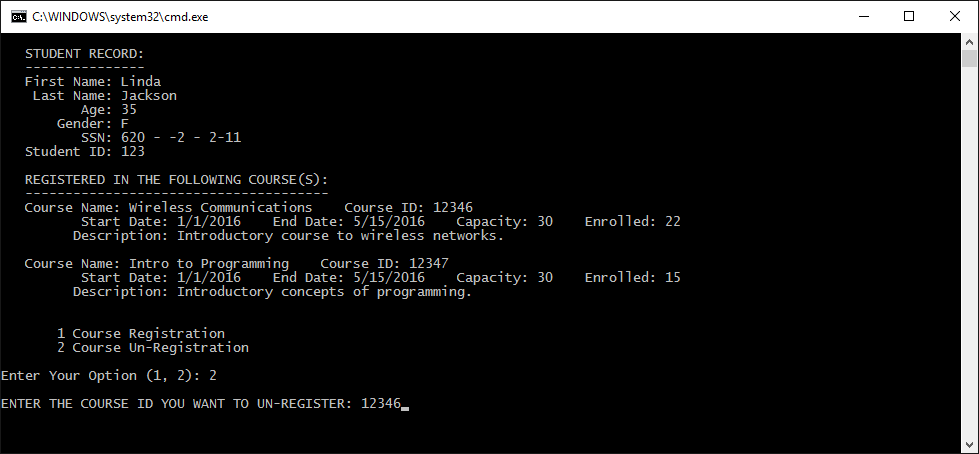 C:\WINDOWS\system32\cmd.exe
STUDENT RECORD:
---------------
First Name: Linda
Last Name: Jackson
Age: 35
Gender: F
SSN: 620 - -2 - 2-11
Student ID: 123
REGISTERED IN THE FOLLOWING COURSE(S):
--------------------------------------
Course Name: Wireless Communications    Course ID: 12346
Start Date: 1/1/2016    End Date: 5/15/2016    Capacity: 30    Enrolled: 22
Description: Introductory course to wireless networks.
Course Name: Intro to Programming    Course ID: 12347
Start Date: 1/1/2016    End Date: 5/15/2016    Capacity: 30    Enrolled: 15
Description: Introductory concepts of programming.
1 Course Registration
2 Course Un-Registration
Enter Your Option (1, 2): 2
ENTER THE COURSE ID YOU WANT TO UN-REGISTER: 12346